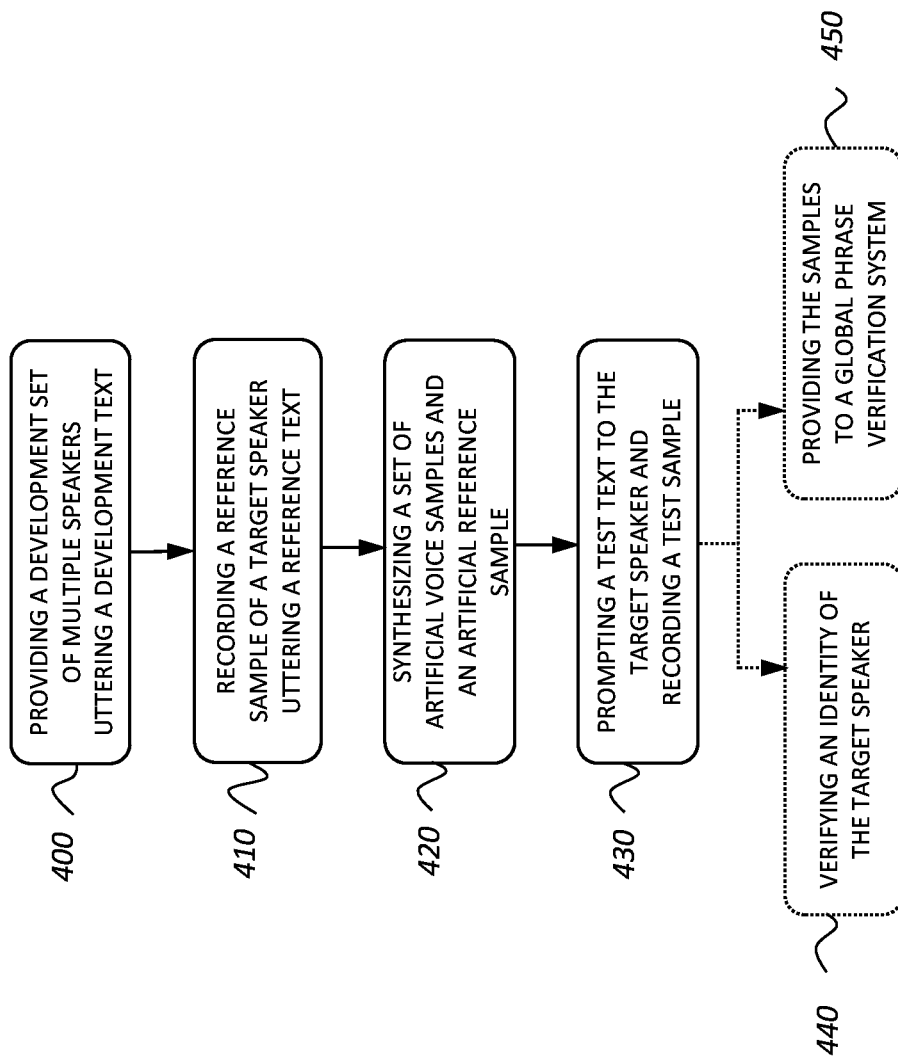 400
PROVIDING A DEVELOPMENT SET
OF MULTIPLE SPEAKERS
UTTERING A DEVELOPMENT TEXT
410
RECORDING A REFERENCE
SAMPLE OF A TARGET SPEAKER
UTTERING A REFERENCE TEXT
420
SYNTHESIZING A SET OF
ARTIFICIAL VOICE SAMPLES AND
AN ARTIFICIAL REFERENCE
SAMPLE
430
PROMPTING A TEST TEXT TO THE
TARGET SPEAKER AND
RECORDING A TEST SAMPLE
440
VERIFYING AN IDENTITY OF
THE TARGET SPEAKER
450
PROVIDING THE SAMPLES
TO A GLOBAL PHRASE
VERIFICATION SYSTEM